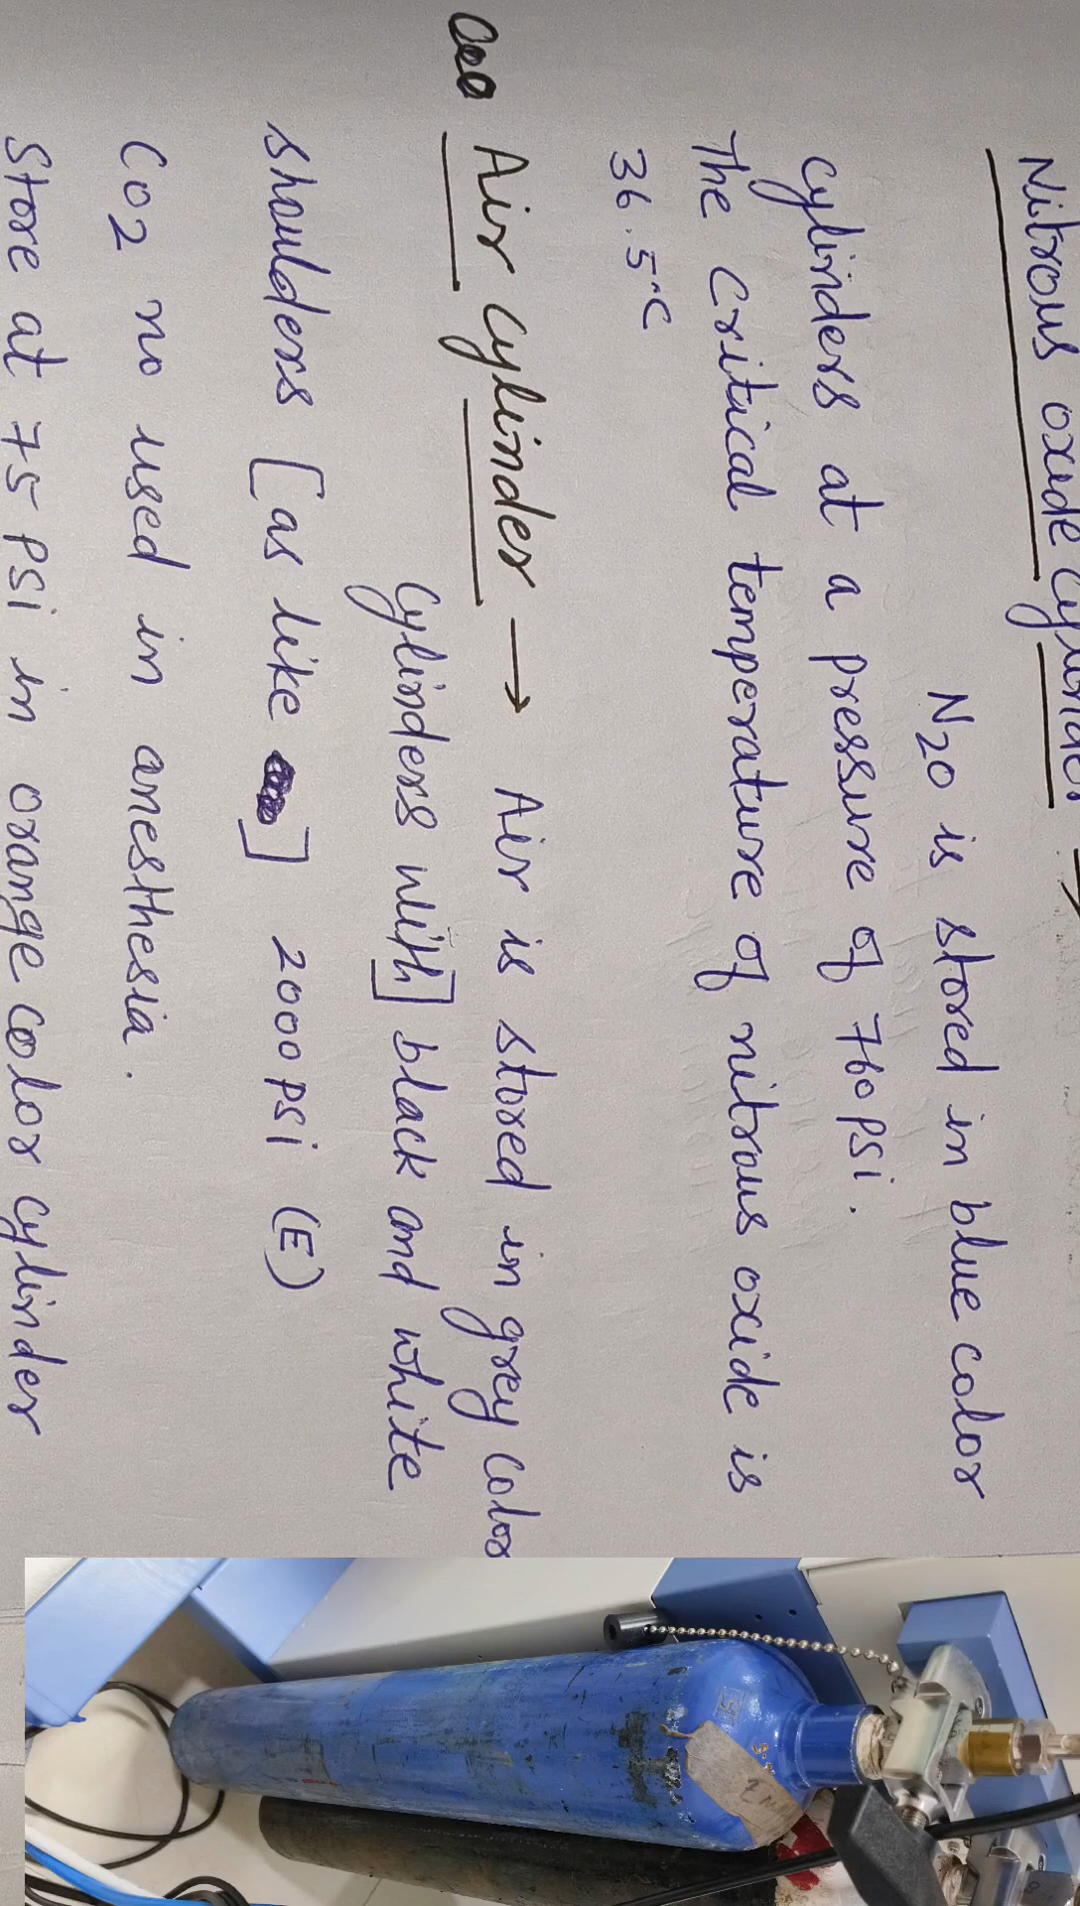 Nitrous oxide Cylinder →
N2O is stored in blue color
cylinders at a pressure of 760 psi.
The critical temperature of nitrous oxide is
36.5°C
Air Cylinder → Air is stored in grey color
cylinders with] black and white
shoulders [as like ] 2000 psi (E)
CO2 no used in anesthesia.
Store at 75 psi in orange color cylinder